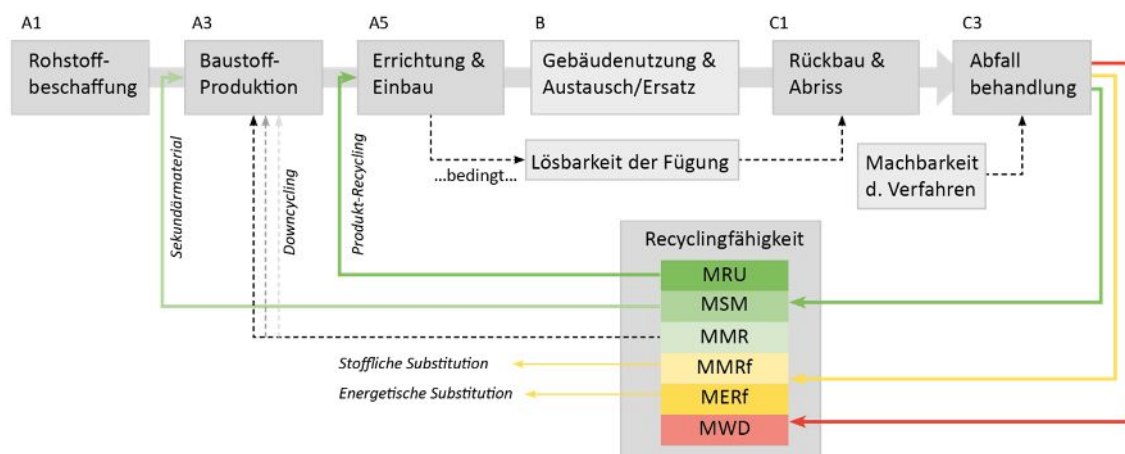 A1
A3
A5
B
C1
C3
Rohstoff-
beschaffung
Baustoff-
Produktion
Errichtung &
Einbau
Gebäudenutzung &
Austausch/Ersatz
Rückbau &
Abriss
Abfall
behandlung
Sekundärmaterial
Downcycling
Produkt-Recycling
...bedingt...
Lösbarkeit der Fügung
Machbarkeit
d. Verfahren
Recyclingfähigkeit
MRU
MSM
MMR
MMRf
MERf
MWD
Stoffliche Substitution
Energetische Substitution